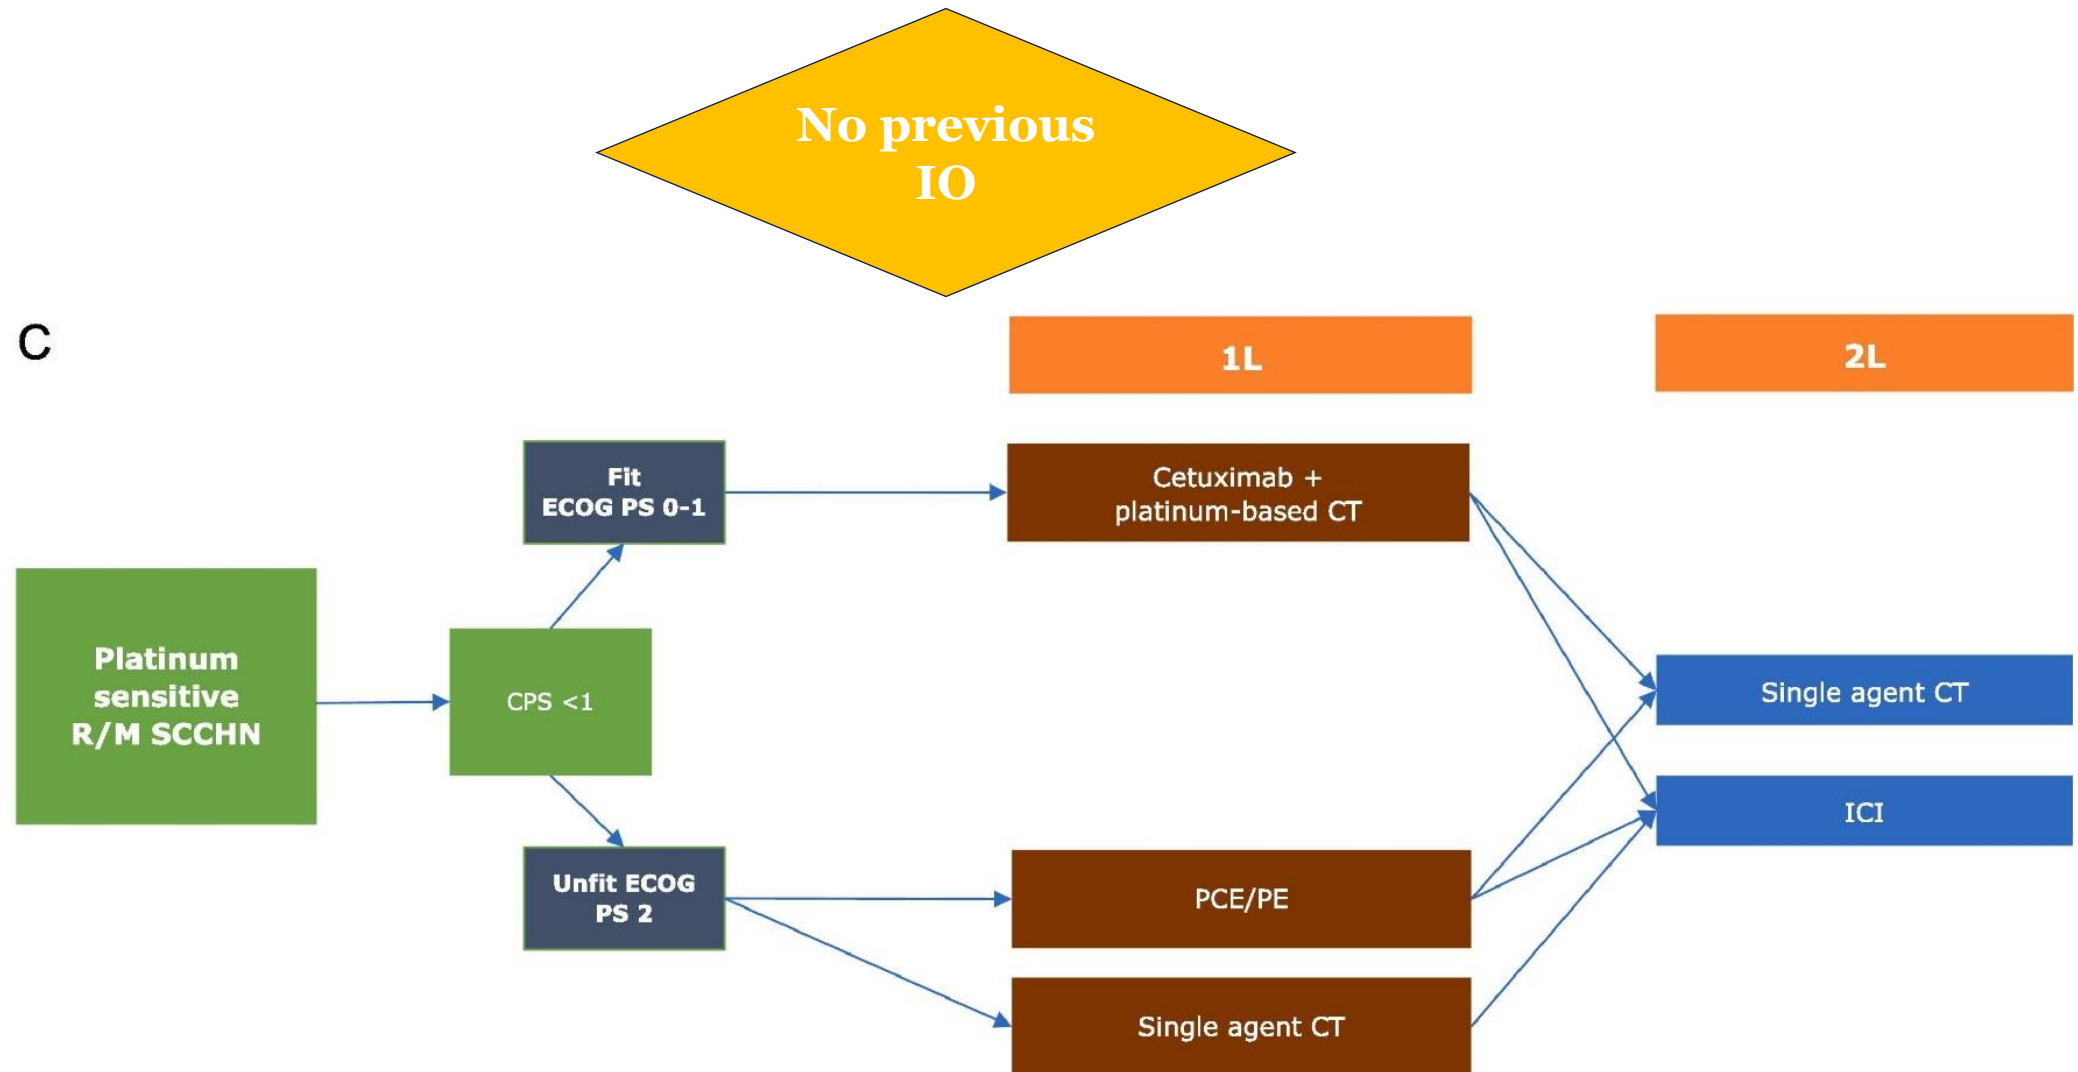 No previous
IO
C
1L
2L
Fit
ECOG PS 0-1
Cetuximab +
platinum-based CT
Platinum
sensitive
R/M SCCHN
CPS <1
Single agent CT
ICI
Unfit ECOG
PS 2
PCE/PE
Single agent CT